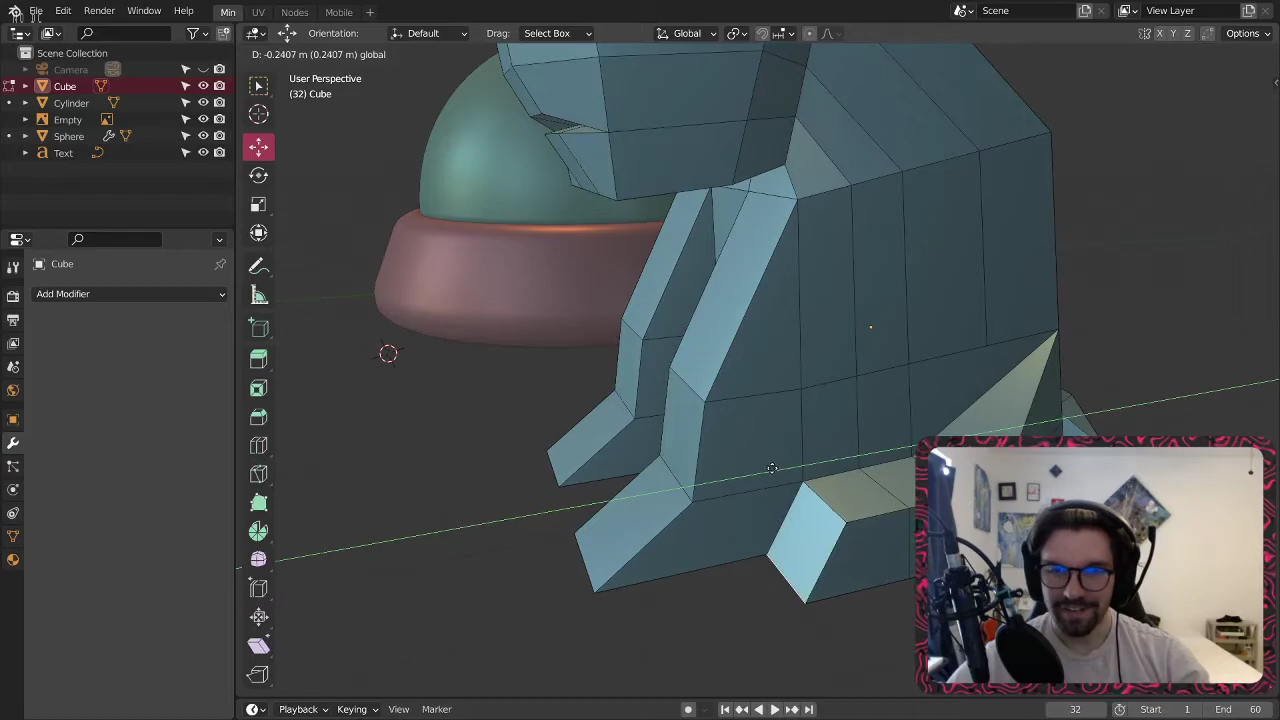 File Edit Render Window Help Min UV Nodes Mobile + Scene View Layer
Orientation: Default Drag: Select Box Global X Y Z Options
D: -0.2407 m (0.2407 m) global
Scene Collection
Camera
Cube
Cylinder
Empty
Sphere
Text
User Perspective
(32) Cube
Cube
Add Modifier
Playback Keying View Marker 32 Start 1 End 60